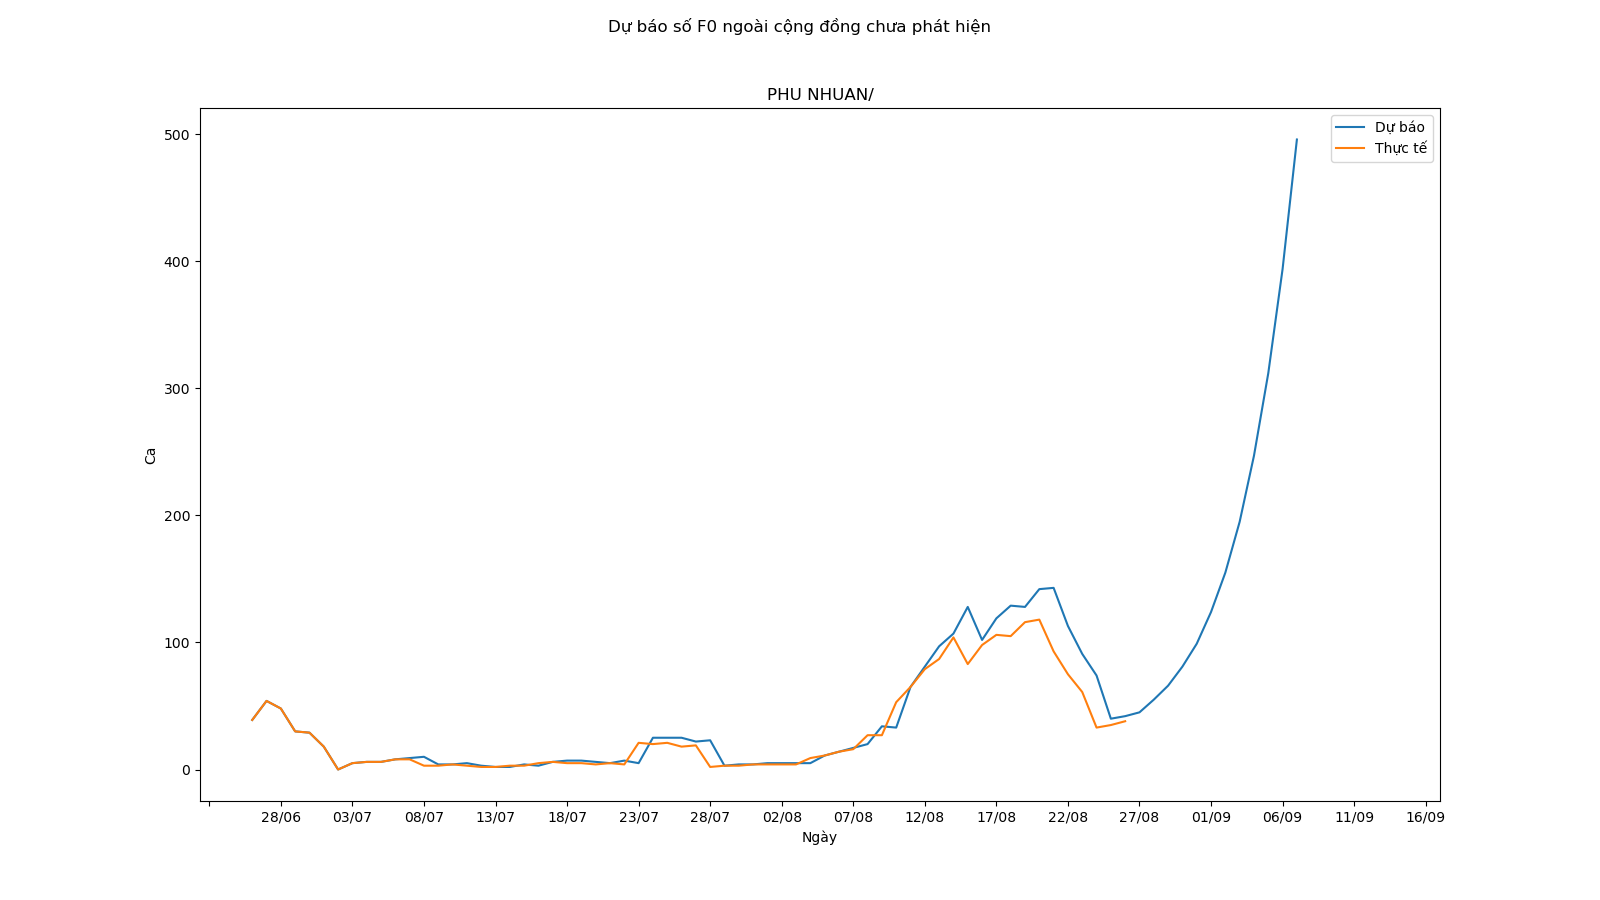 Dự báo số F0 ngoài cộng đồng chưa phát hiện
PHU NHUAN/
Dự báo
Thực tế
500
400
300
200
100
0
Ca
28/06 03/07 08/07 13/07 18/07 23/07 28/07 02/08 07/08 12/08 17/08 22/08 27/08 01/09 06/09 11/09 16/09
Ngày